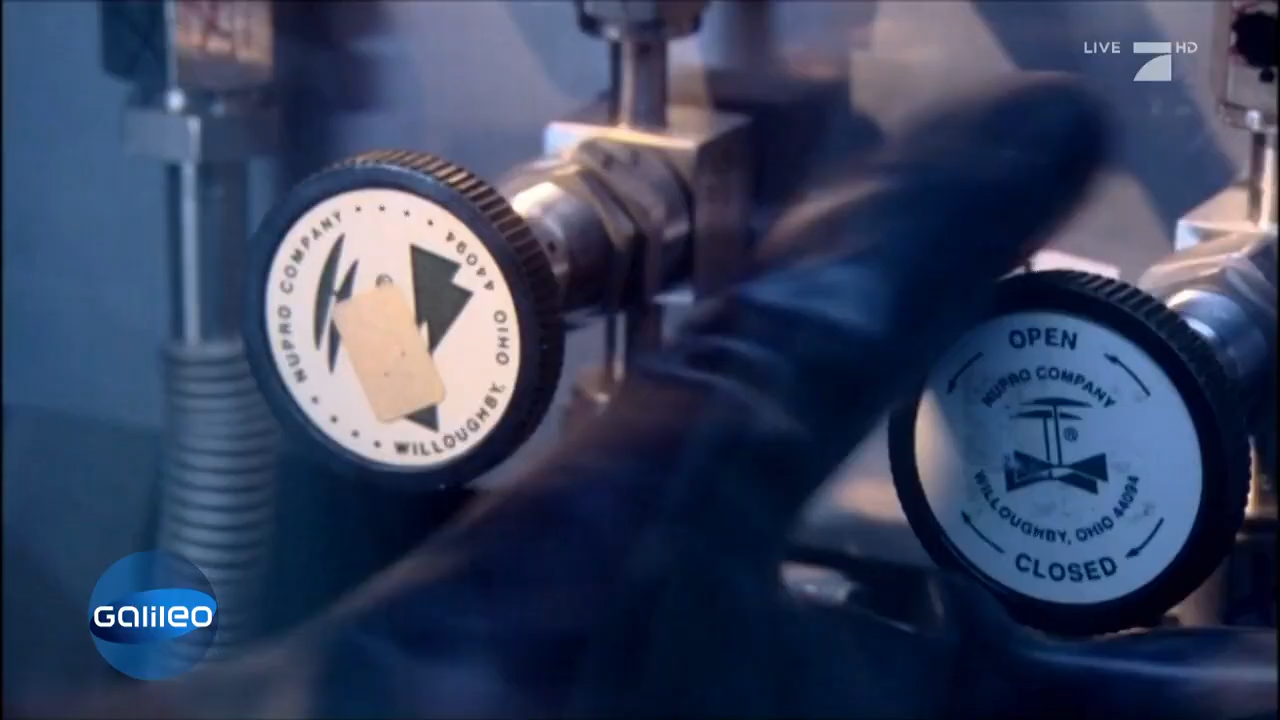 LIVE HD
NUPRO COMPANY
44094
WILLOUGHBY, OHIO
®
OPEN
NUPRO COMPANY
®
WILLOUGHBY, OHIO 44094
CLOSED
Galileo